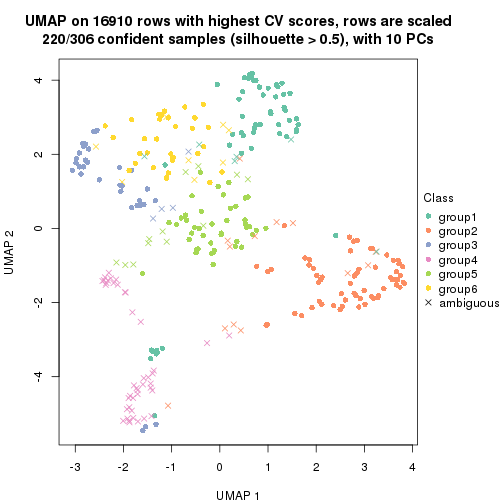 UMAP on 16910 rows with highest CV scores, rows are scaled
220/306 confident samples (silhouette > 0.5), with 10 PCs
4
2
0
-2
-4
UMAP 2
-3 -2 -1 0 1 2 3 4
UMAP 1
Class
group1
group2
group3
group4
group5
group6
ambiguous